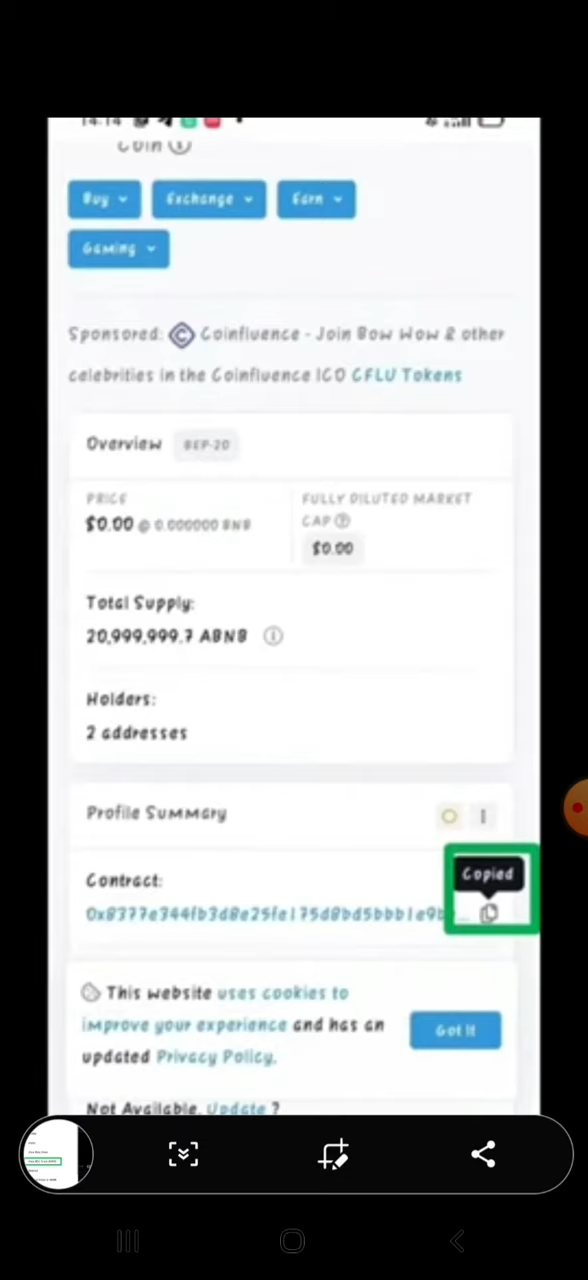 14:14
Coin
Buy
Exchange
Earn
Gaming
Sponsored: Coinfluence - Join Bow Wow & other
celebrities in the Coinfluence ICO CFLU Tokens
Overview BEP-20
PRICE
$0.00 @ 0.000000 BNB
FULLY DILUTED MARKET
CAP
$0.00
Total Supply:
20,999,999.7 ABNB
Holders:
2 addresses
Profile Summary
Copied
Contract:
This website uses cookies to
improve your experience and has an
updated Privacy Policy.
Got It
Not Available, Update ?